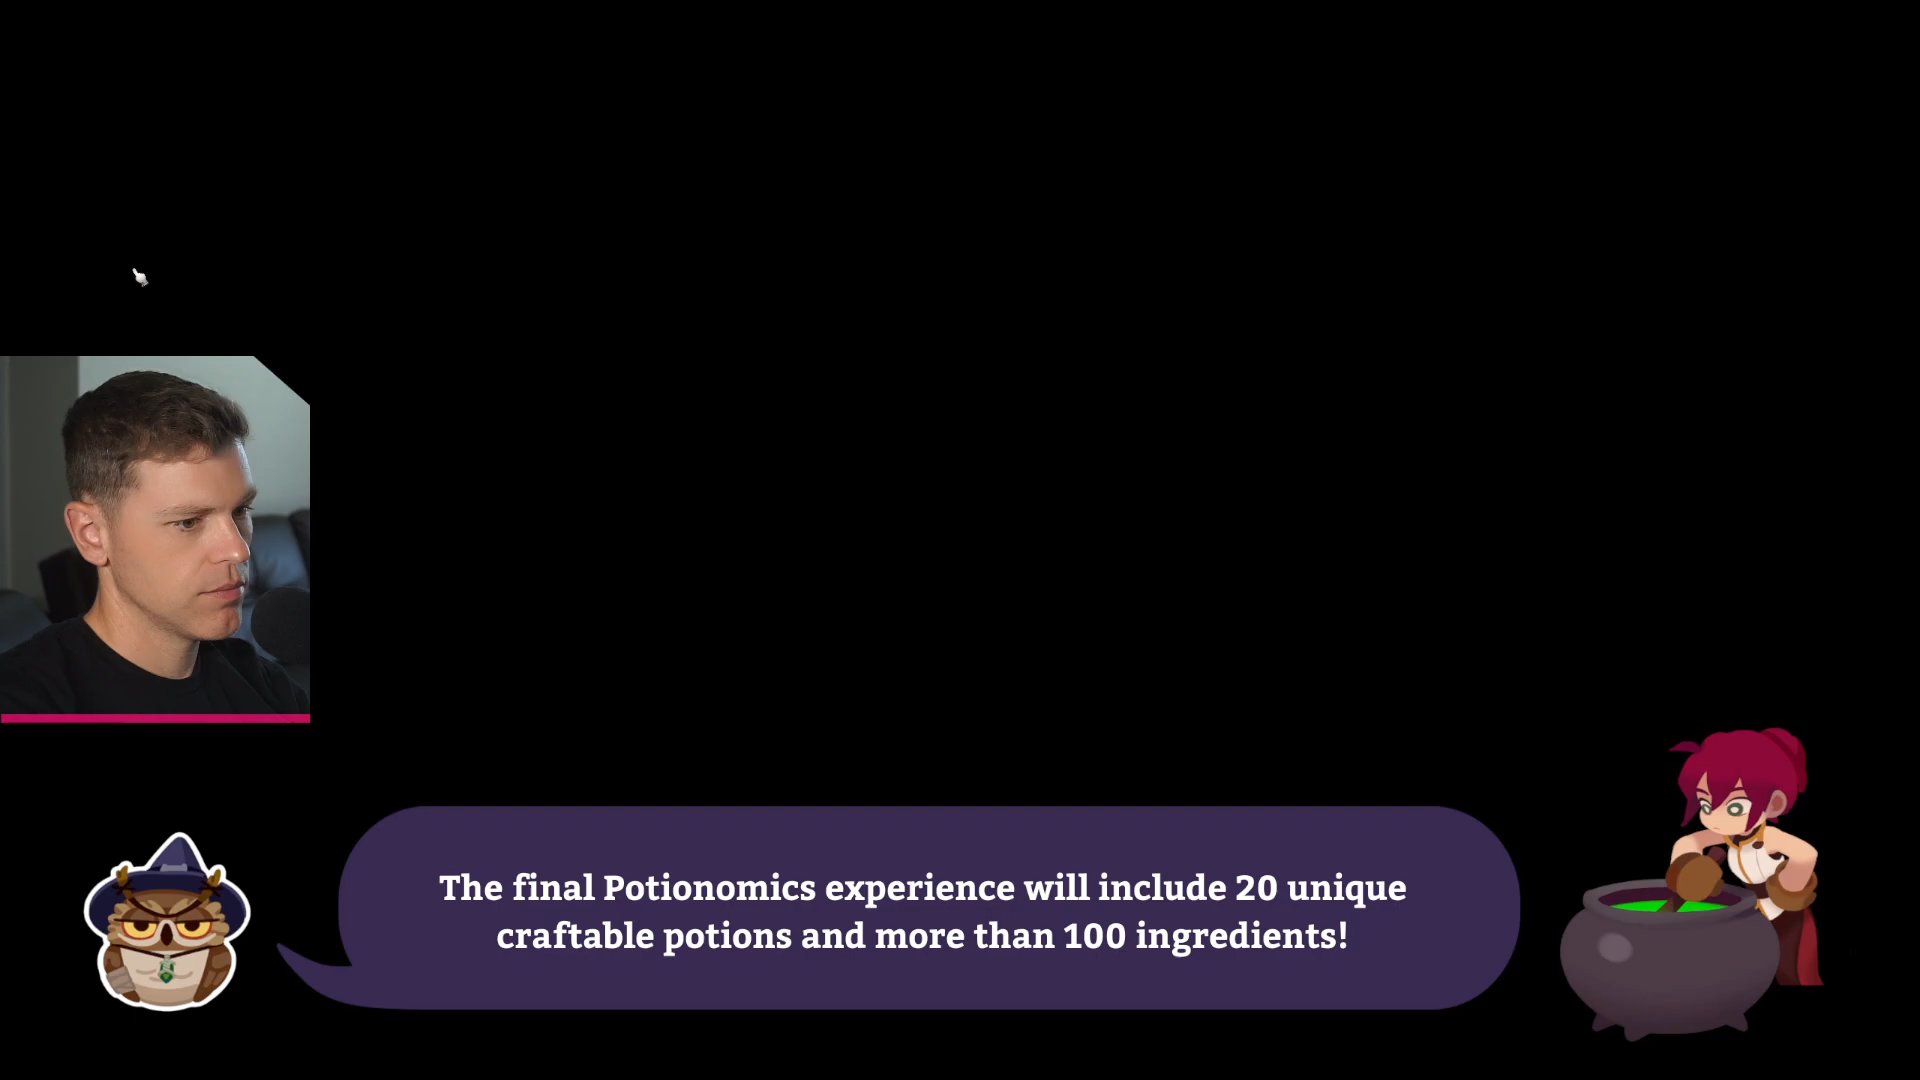 The final Potionomics experience will include 20 unique
craftable potions and more than 100 ingredients!